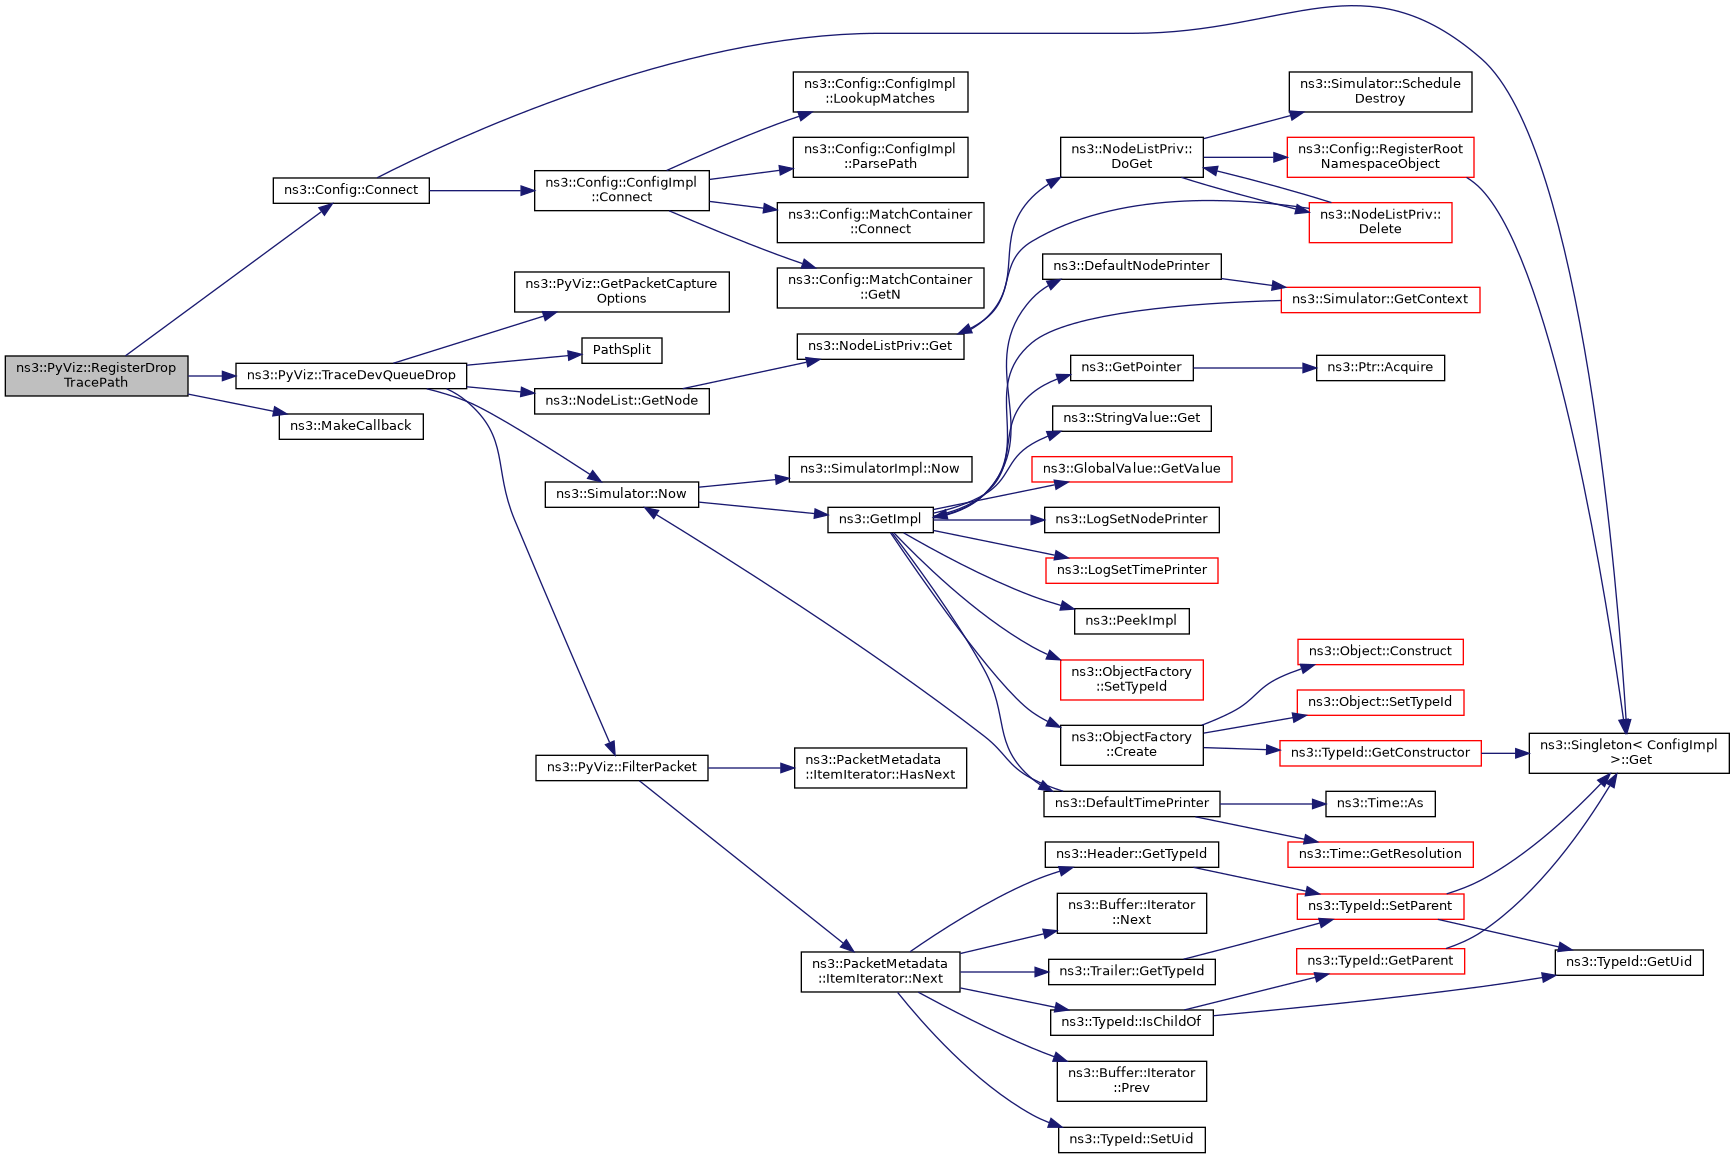 ns3::PyViz::RegisterDrop
TracePath
ns3::Config::Connect
ns3::PyViz::TraceDevQueueDrop
ns3::MakeCallback
ns3::Config::ConfigImpl
::Connect
ns3::PyViz::GetPacketCapture
Options
PathSplit
ns3::NodeList::GetNode
ns3::Simulator::Now
ns3::PyViz::FilterPacket
ns3::Config::ConfigImpl
::LookupMatches
ns3::Config::ConfigImpl
::ParsePath
ns3::Config::MatchContainer
::Connect
ns3::Config::MatchContainer
::GetN
ns3::NodeListPriv::Get
ns3::SimulatorImpl::Now
ns3::GetImpl
ns3::PacketMetadata
::ItemIterator::HasNext
ns3::PacketMetadata
::ItemIterator::Next
ns3::NodeListPriv::
DoGet
ns3::DefaultNodePrinter
ns3::GetPointer
ns3::StringValue::Get
ns3::GlobalValue::GetValue
ns3::LogSetNodePrinter
ns3::LogSetTimePrinter
ns3::PeekImpl
ns3::ObjectFactory
::SetTypeId
ns3::ObjectFactory
::Create
ns3::DefaultTimePrinter
ns3::Header::GetTypeId
ns3::Buffer::Iterator
::Next
ns3::Trailer::GetTypeId
ns3::TypeId::IsChildOf
ns3::Buffer::Iterator
::Prev
ns3::TypeId::SetUid
ns3::Simulator::Schedule
Destroy
ns3::Config::RegisterRoot
NamespaceObject
ns3::NodeListPriv::
Delete
ns3::Simulator::GetContext
ns3::Ptr::Acquire
ns3::Object::Construct
ns3::Object::SetTypeId
ns3::TypeId::GetConstructor
ns3::Time::As
ns3::Time::GetResolution
ns3::TypeId::SetParent
ns3::TypeId::GetParent
ns3::Singleton< ConfigImpl
>::Get
ns3::TypeId::GetUid